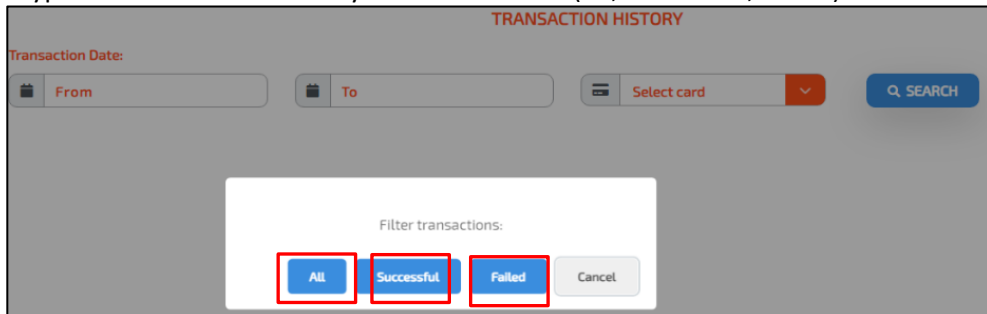 TRANSACTION HISTORY
Transaction Date:
From To Select card SEARCH
Filter transactions:
All Successful Failed Cancel